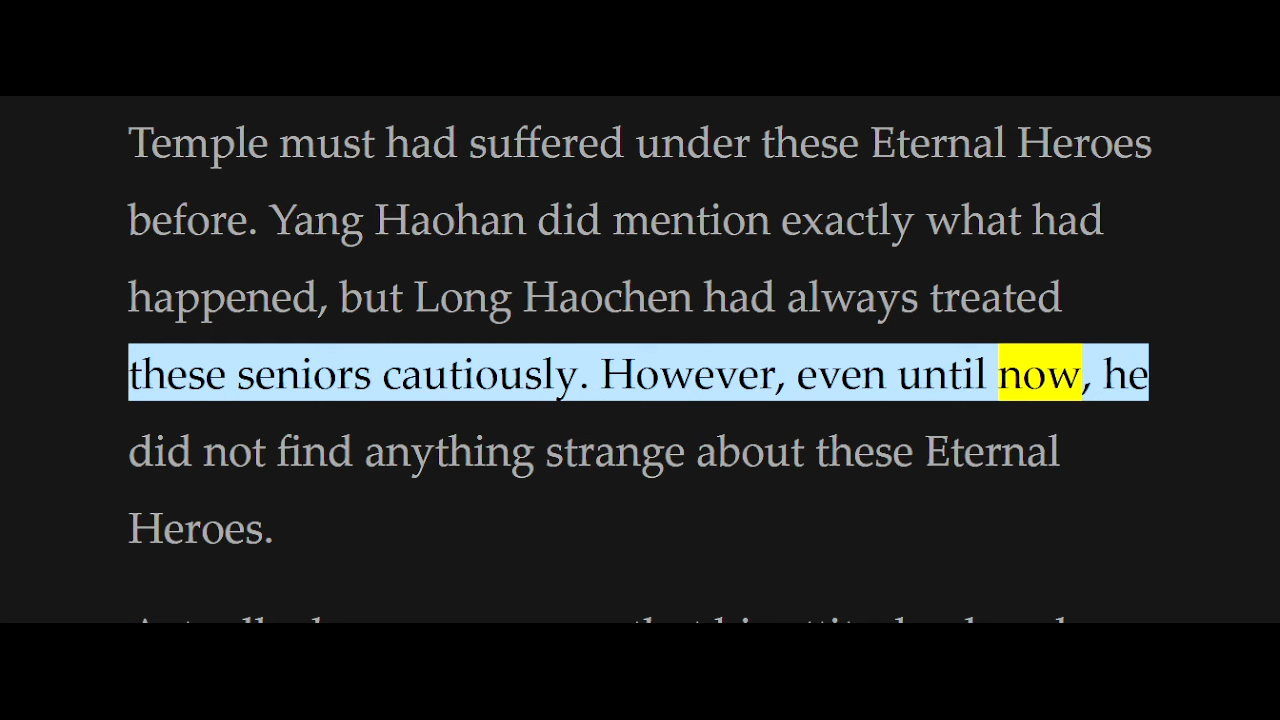 Temple must had suffered under these Eternal Heroes
before. Yang Haohan did mention exactly what had
happened, but Long Haochen had always treated
these seniors cautiously. However, even until now, he
did not find anything strange about these Eternal
Heroes.